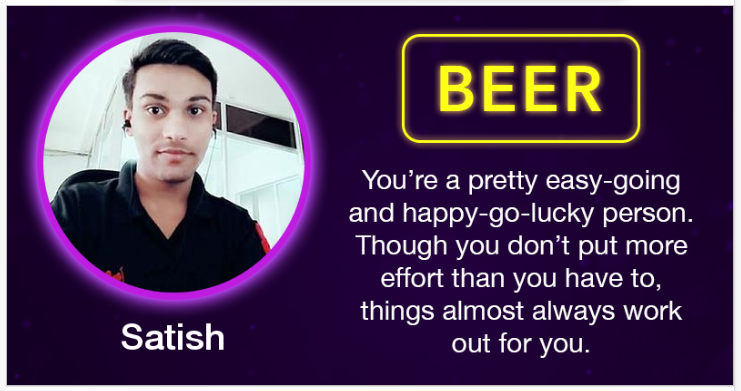 BEER
You’re a pretty easy-going
and happy-go-lucky person.
Though you don’t put more
effort than you have to,
things almost always work
out for you.
Satish